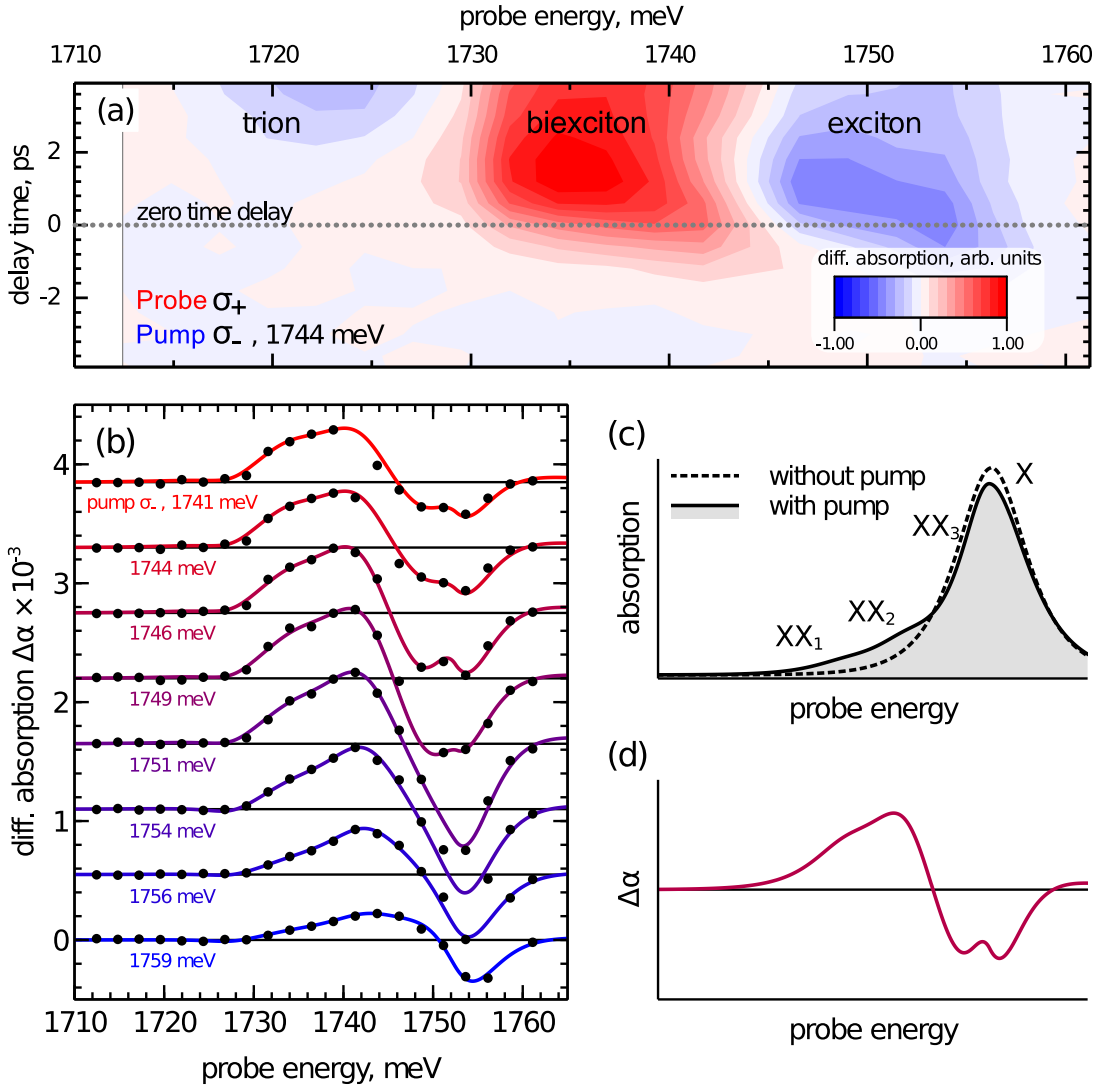 probe energy, meV
1710 1720 1730 1740 1750 1760
(a)
trion biexciton exciton
delay time, ps
2
0
-2
zero time delay
Probe σ+
Pump σ- , 1744 meV
diff. absorption, arb. units
-1.00 0.00 1.00
(b)
diff. absorption Δα × 10⁻³
4
3
2
1
0
pump σ- , 1741 meV
1744 meV
1746 meV
1749 meV
1751 meV
1754 meV
1756 meV
1759 meV
1710 1720 1730 1740 1750 1760
probe energy, meV
(c)
without pump
with pump
X
XX₃
XX₂
XX₁
absorption
probe energy
(d)
Δα
probe energy